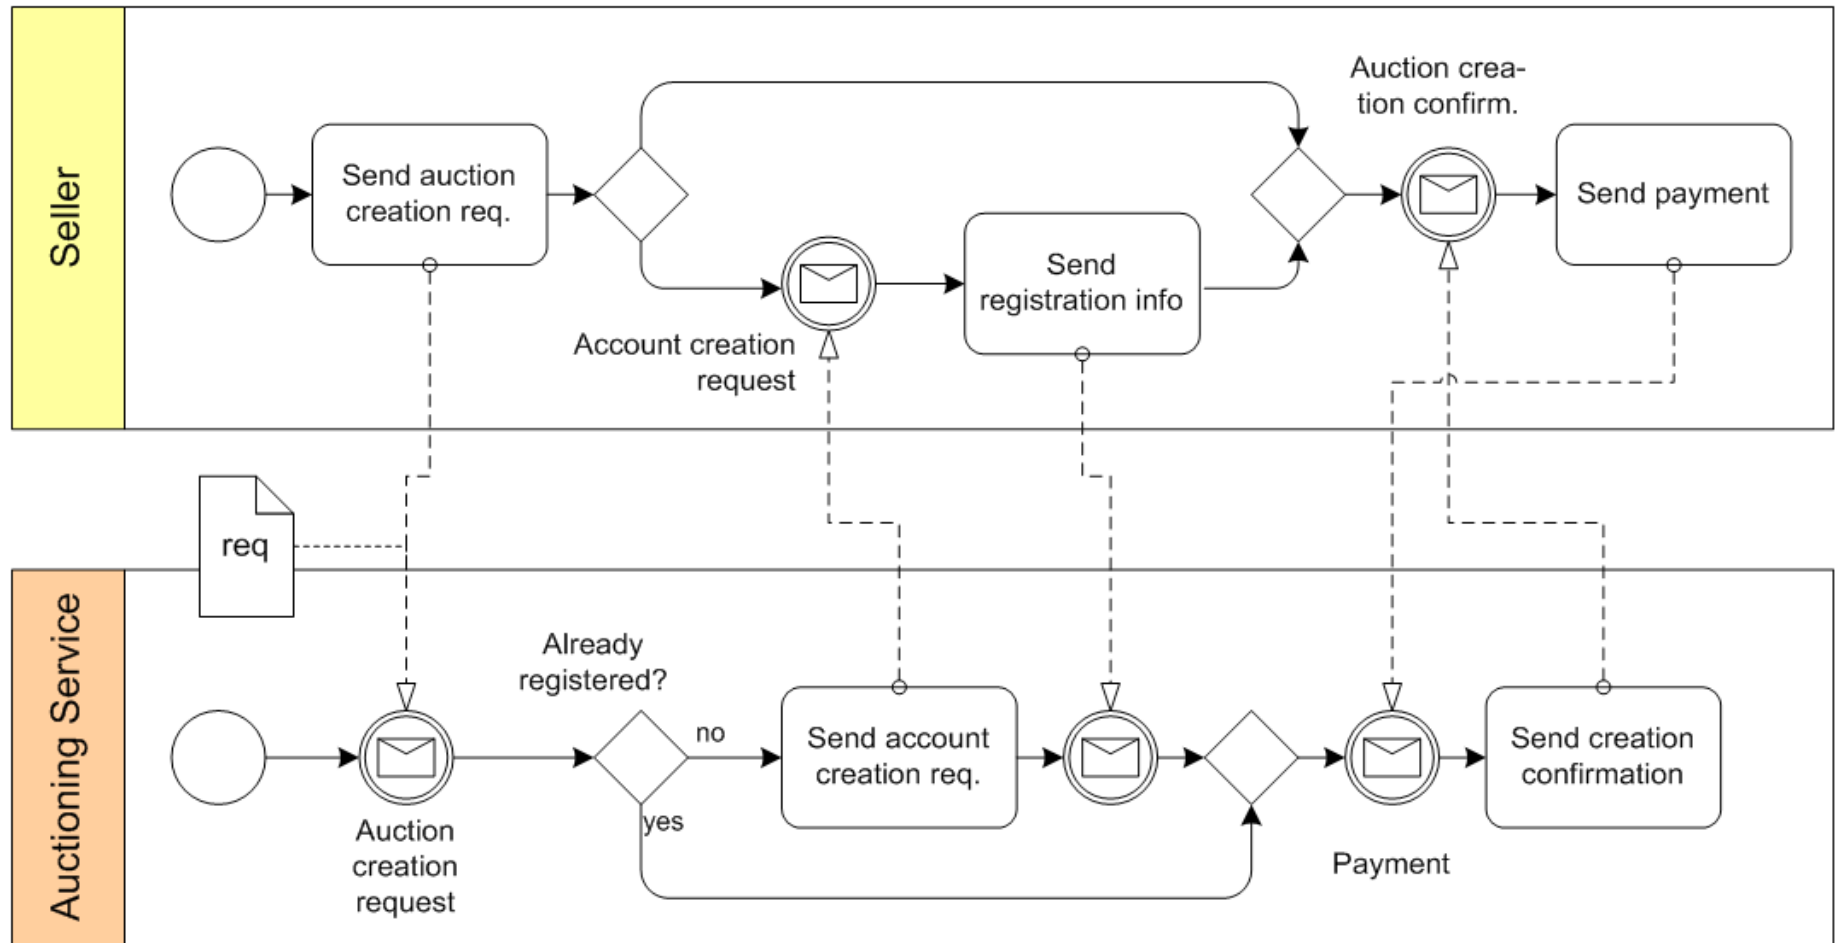 Seller
Send auction
creation req.
Account creation
request
Send
registration info
Auction crea-
tion confirm.
Send payment
req
Auctioning Service
Auction
creation
request
Already
registered?
no
yes
Send account
creation req.
Payment
Send creation
confirmation